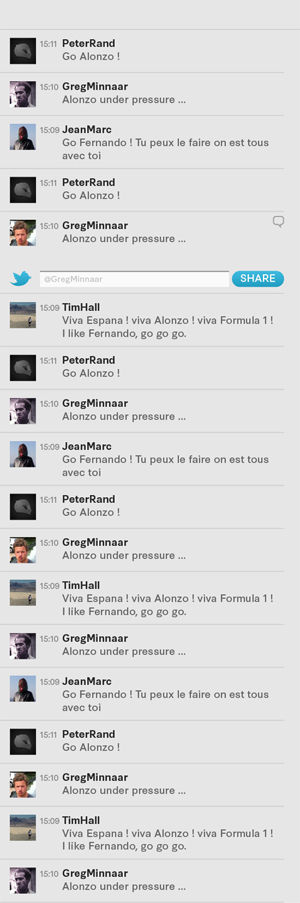 15:11 PeterRand
Go Alonzo !
15:10 GregMinnaar
Alonzo under pressure ...
15:09 JeanMarc
Go Fernando ! Tu peux le faire on est tous
avec toi
15:11 PeterRand
Go Alonzo !
15:10 GregMinnaar
Alonzo under pressure ...
@GregMinnaar SHARE
15:09 TimHall
Viva Espana ! viva Alonzo ! viva Formula 1 !
I like Fernando, go go go.
15:11 PeterRand
Go Alonzo !
15:10 GregMinnaar
Alonzo under pressure ...
15:09 JeanMarc
Go Fernando ! Tu peux le faire on est tous
avec toi
15:11 PeterRand
Go Alonzo !
15:10 GregMinnaar
Alonzo under pressure ...
15:09 TimHall
Viva Espana ! viva Alonzo ! viva Formula 1 !
I like Fernando, go go go.
15:10 GregMinnaar
Alonzo under pressure ...
15:09 JeanMarc
Go Fernando ! Tu peux le faire on est tous
avec toi
15:11 PeterRand
Go Alonzo !
15:10 GregMinnaar
Alonzo under pressure ...
15:09 TimHall
Viva Espana ! viva Alonzo ! viva Formula 1 !
I like Fernando, go go go.
15:10 GregMinnaar
Alonzo under pressure ...